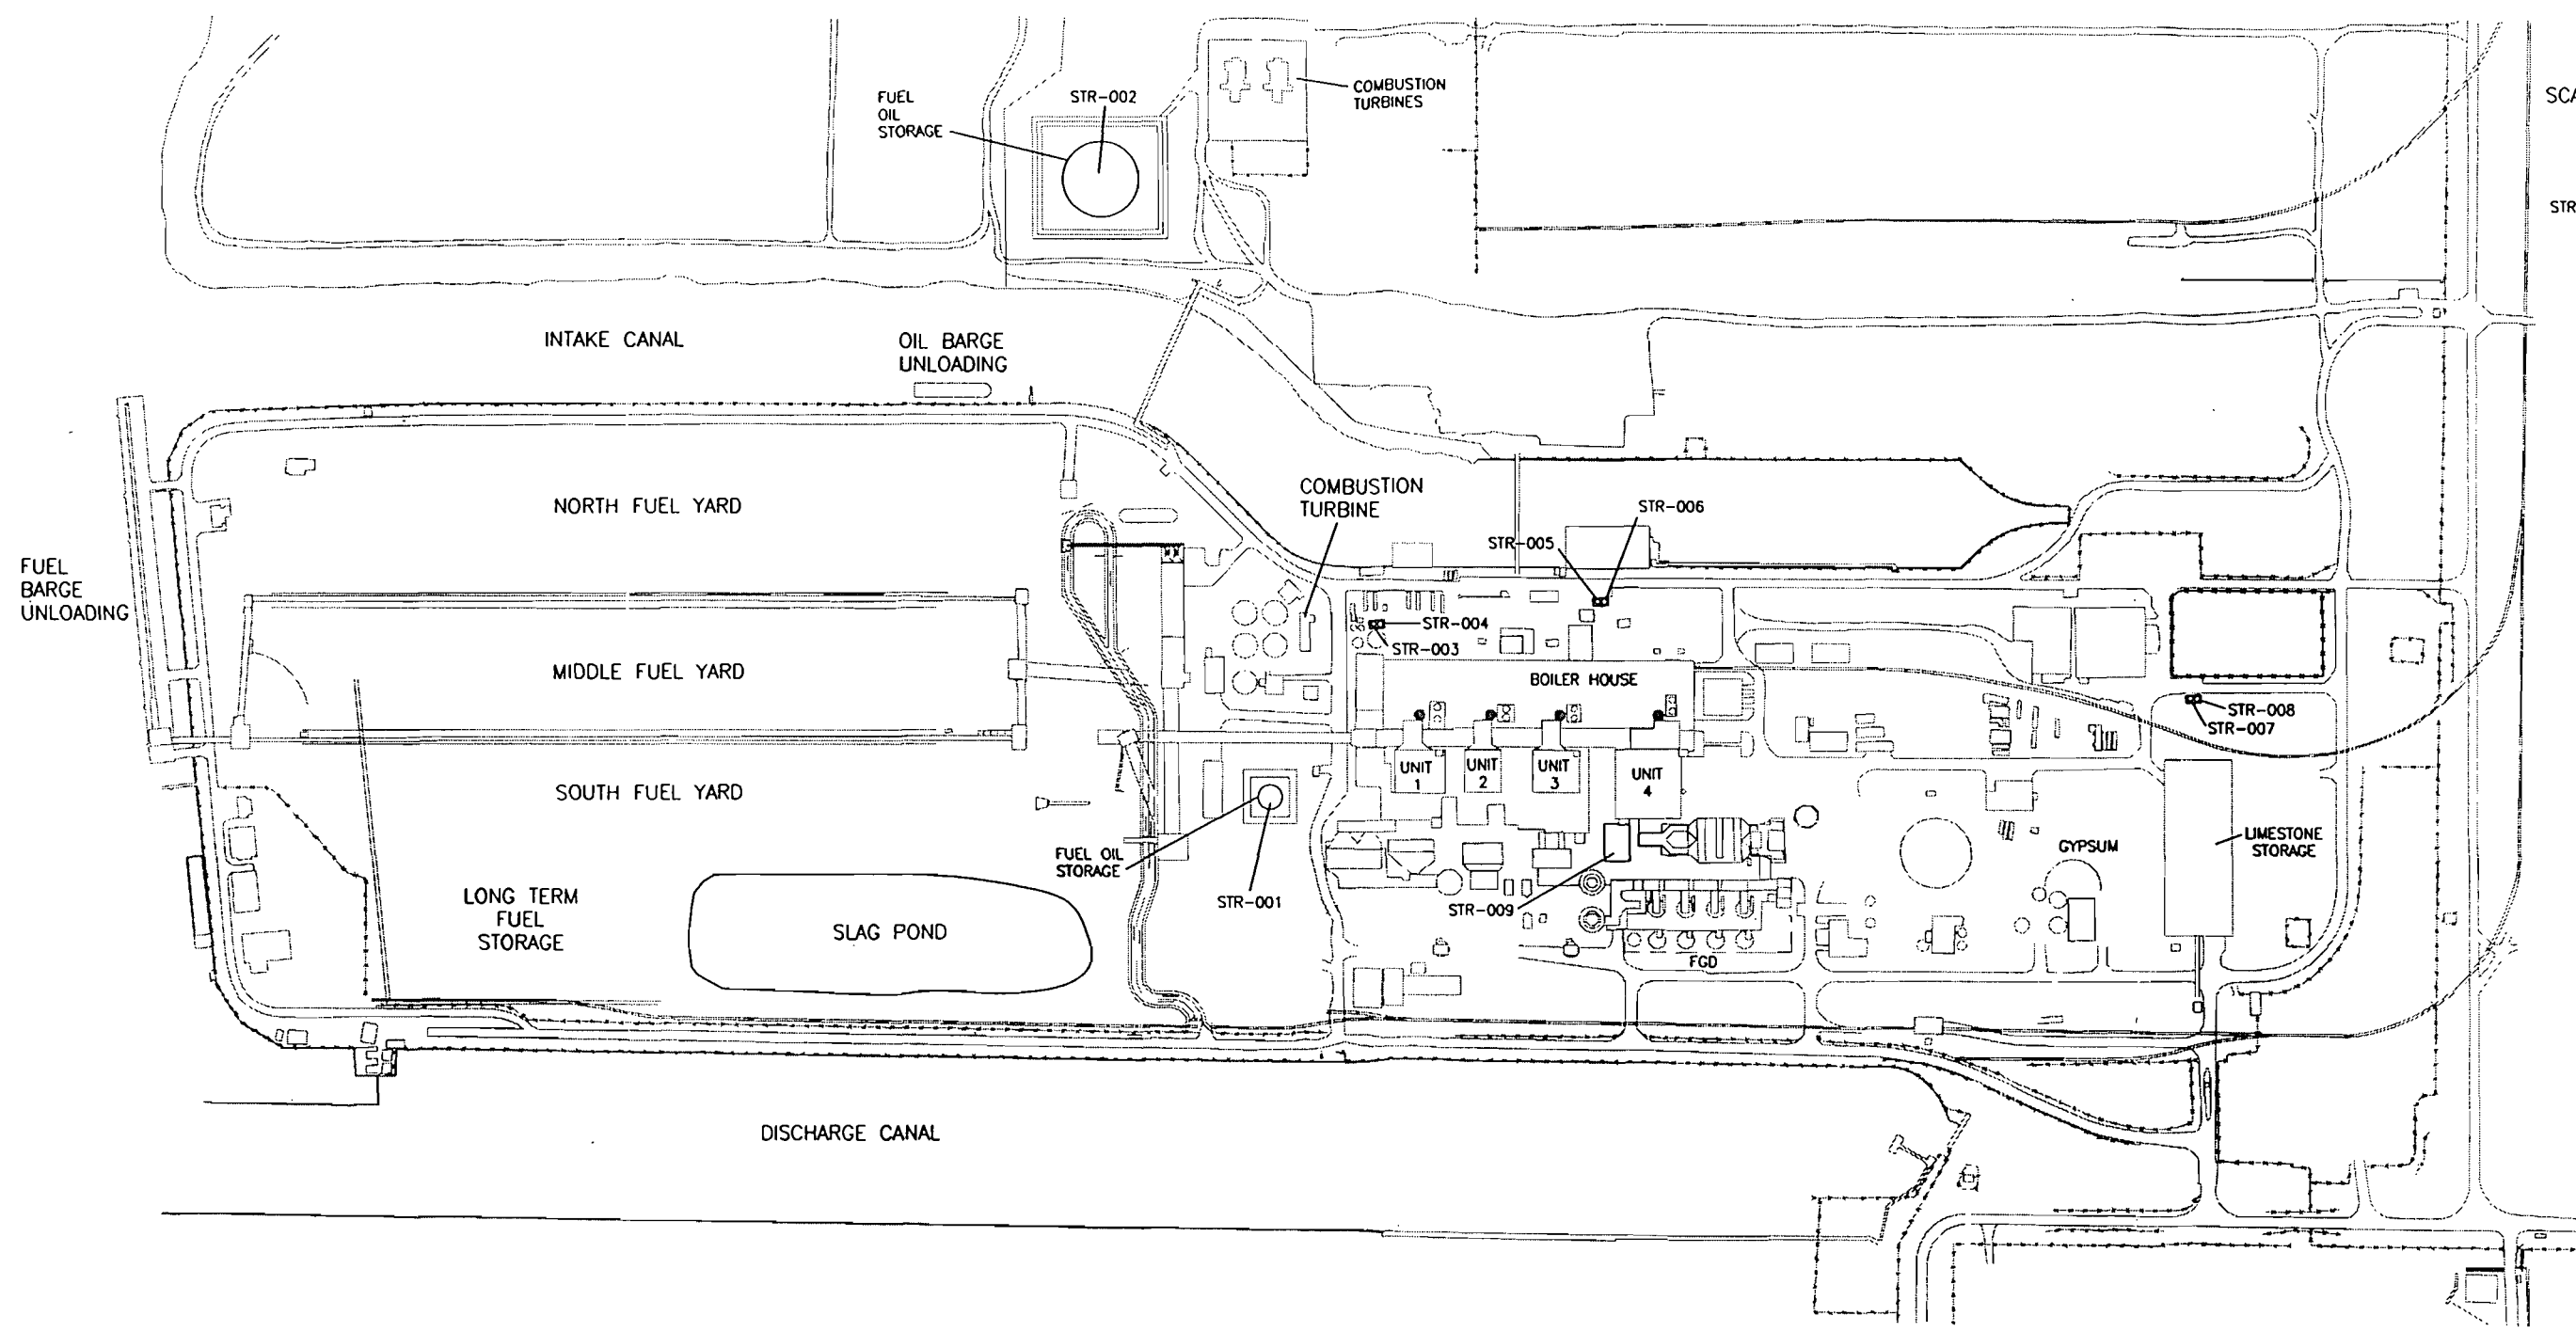 FUEL
OIL
STORAGE
STR-002
COMBUSTION
TURBINES
SCA
STR
INTAKE CANAL
OIL BARGE
UNLOADING
NORTH FUEL YARD
COMBUSTION
TURBINE
STR-006
STR-005
FUEL
BARGE
UNLOADING
STR-004
STR-003
MIDDLE FUEL YARD
BOILER HOUSE
STR-008
STR-007
SOUTH FUEL YARD
UNIT
1
UNIT
2
UNIT
3
UNIT
4
FUEL OIL
STORAGE
GYPSUM
LIMESTONE
STORAGE
LONG TERM
FUEL
STORAGE
SLAG POND
STR-001
STR-009
FGD
DISCHARGE CANAL